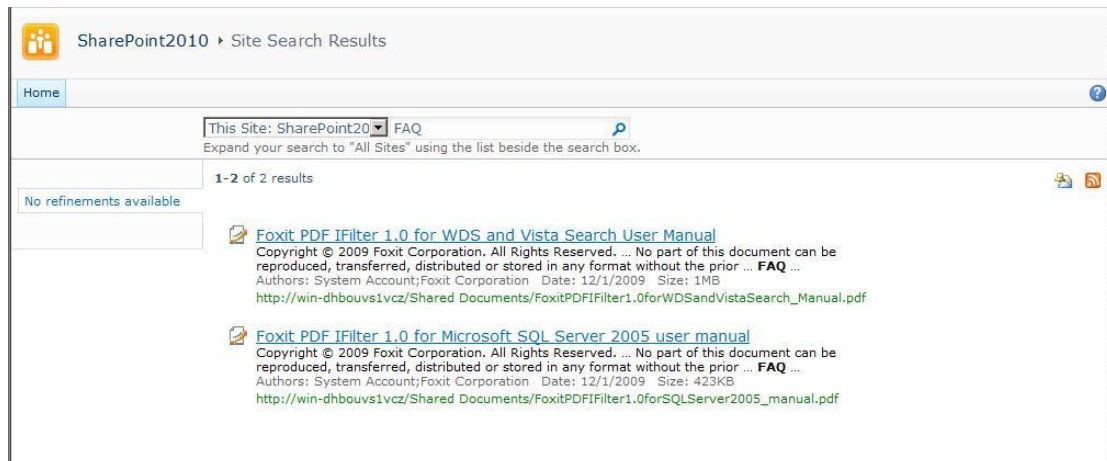 SharePoint2010 ▸ Site Search Results
Home
This Site: SharePoint20 FAQ
Expand your search to "All Sites" using the list beside the search box.
1-2 of 2 results
No refinements available
Foxit PDF IFilter 1.0 for WDS and Vista Search User Manual
Copyright © 2009 Foxit Corporation. All Rights Reserved. ... No part of this document can be
reproduced, transferred, distributed or stored in any format without the prior ... FAQ ...
Authors: System Account;Foxit Corporation Date: 12/1/2009 Size: 1MB
http://win-dhbouvs1vcz/Shared Documents/FoxitPDFIFilter1.0forWDSandVistaSearch_Manual.pdf
Foxit PDF IFilter 1.0 for Microsoft SQL Server 2005 user manual
Copyright © 2009 Foxit Corporation. All Rights Reserved. ... No part of this document can be
reproduced, transferred, distributed or stored in any format without the prior ... FAQ ...
Authors: System Account;Foxit Corporation Date: 12/1/2009 Size: 423KB
http://win-dhbouvs1vcz/Shared Documents/FoxitPDFIFilter1.0forSQLServer2005_manual.pdf